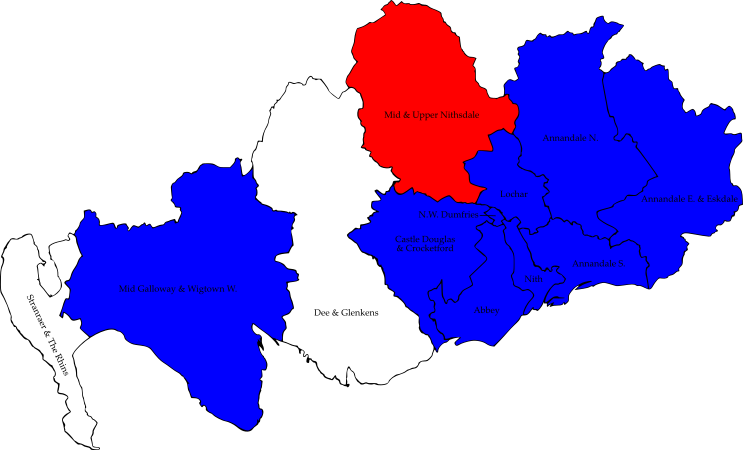 Mid & Upper Nithsdale
Annandale N.
Lochar
Annandale E. & Eskdale
N.W. Dumfries
Castle Douglas
& Crocketford
Annandale S.
Nith
Mid Galloway & Wigtown W.
Abbey
Dee & Glenkens
Stranraer & The Rhins